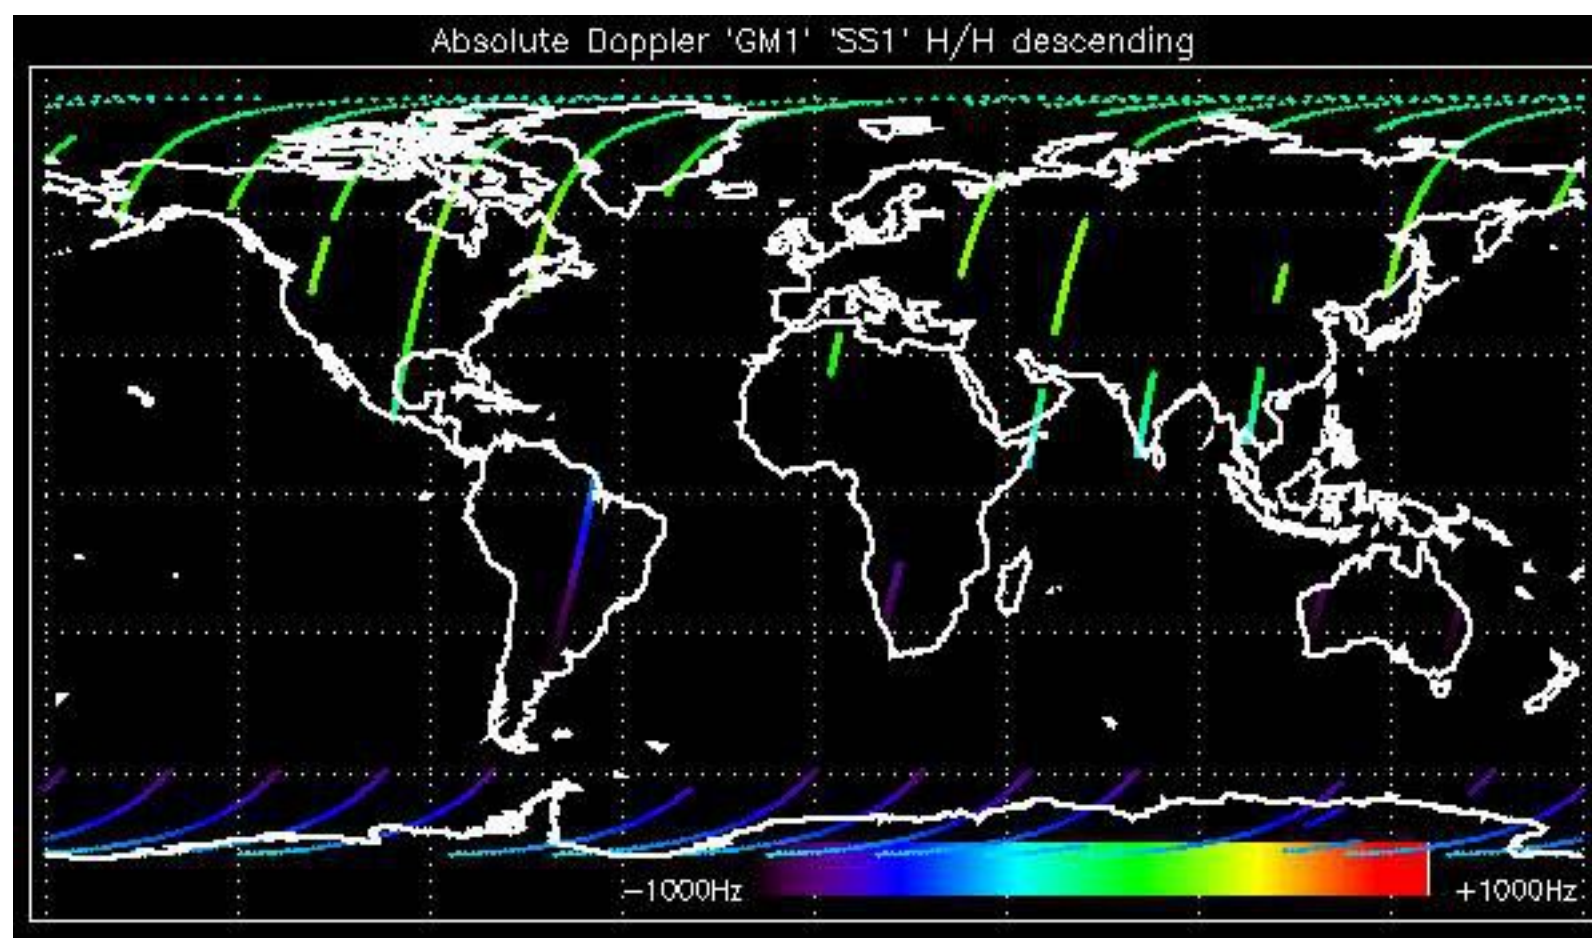 Absolute Doppler 'GM1' 'SS1' H/H descending
-1000Hz
+1000Hz